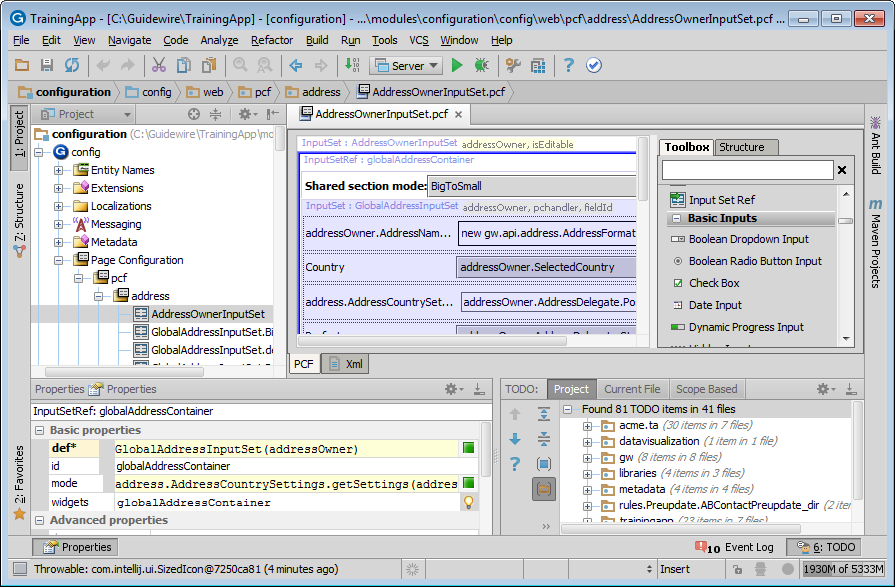 TrainingApp - [C:\Guidewire\TrainingApp] - [configuration] - ...\modules\configuration\config\web\pcf\address\AddressOwnerInputSet.pcf ...
File Edit View Navigate Code Analyze Refactor Build Run Tools VCS Window Help
Server
configuration config web pcf address AddressOwnerInputSet.pcf
1: Project
Z: Structure
2: Favorites
Project
configuration (C:\Guidewire\TrainingApp\mo
config
Entity Names
Extensions
Localizations
Messaging
Metadata
Page Configuration
pcf
address
AddressOwnerInputSet
GlobalAddressInputSet.Bi
GlobalAddressInputSet.de
AddressOwnerInputSet.pcf
InputSet : AddressOwnerInputSet addressOwner, isEditable
InputSetRef : globalAddressContainer
Shared section mode: BigToSmall
InputSet : GlobalAddressInputSet addressOwner, pchandler, fieldId
addressOwner.AddressNam... new gw.api.address.AddressFormat
Country addressOwner.SelectedCountry
address.AddressCountrySet... addressOwner.AddressDelegate.Po
PCF Xml
Toolbox Structure
Input Set Ref
Basic Inputs
Boolean Dropdown Input
Boolean Radio Button Input
Check Box
Date Input
Dynamic Progress Input
Ant Build
m
Maven Projects
Properties Properties
InputSetRef: globalAddressContainer
Basic properties
def* GlobalAddressInputSet(addressOwner)
id globalAddressContainer
mode address.AddressCountrySettings.getSettings(addres
widgets globalAddressContainer
Advanced properties
TODO: Project Current File Scope Based
Found 81 TODO items in 41 files
acme.ta (30 items in 7 files)
datavisualization (1 item in 1 file)
gw (8 items in 8 files)
libraries (4 items in 3 files)
metadata (4 items in 4 files)
rules.Preupdate.ABContactPreupdate_dir (2 iter
trainingapp (23 items in 7 files)
Properties
10 Event Log 6: TODO
Throwable: com.intellij.ui.SizedIcon@7250ca81 (4 minutes ago)
Insert
1930M of 5333M